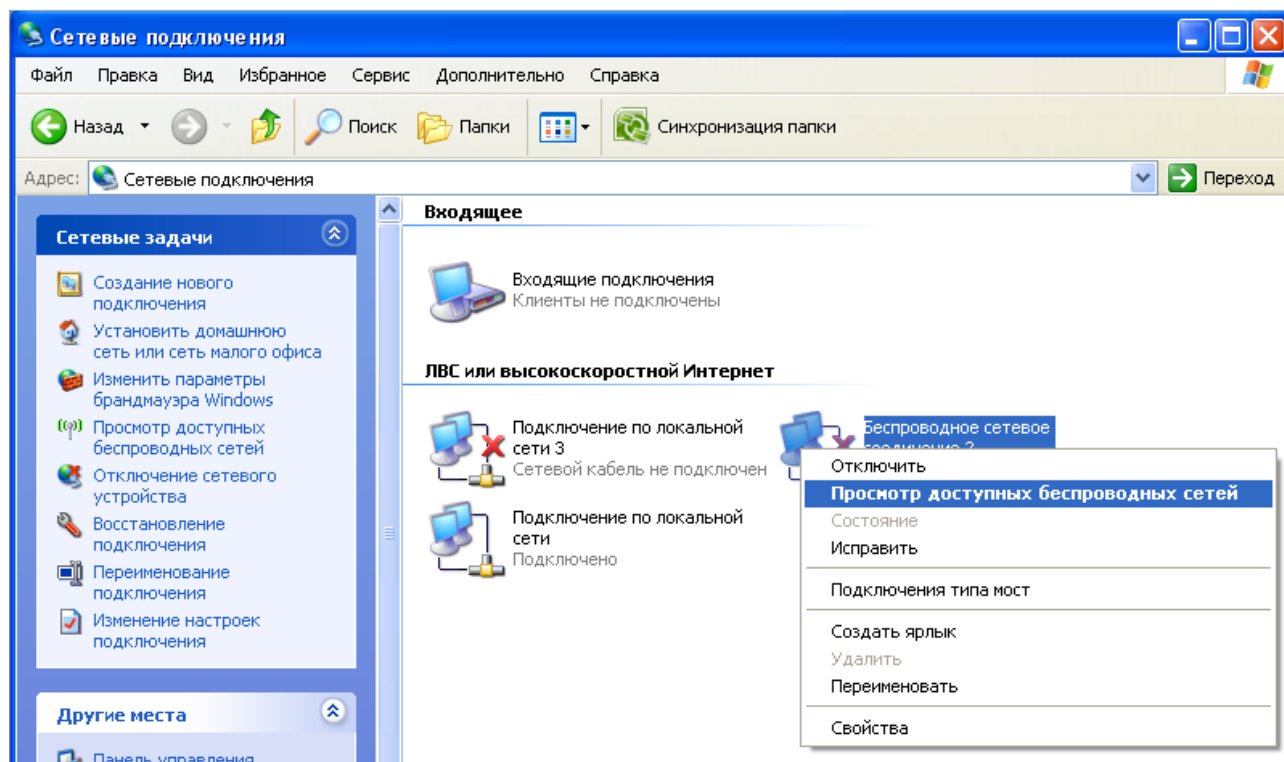 Сетевые подключения
Файл Правка Вид Избранное Сервис Дополнительно Справка
Назад Поиск Папки Синхронизация папки
Адрес: Сетевые подключения Переход
Сетевые задачи
Создание нового
подключения
Установить домашнюю
сеть или сеть малого офиса
Изменить параметры
брандмауэра Windows
Просмотр доступных
беспроводных сетей
Отключение сетевого
устройства
Восстановление
подключения
Переименование
подключения
Изменение настроек
подключения
Другие места
Панель управления
Входящее
Входящие подключения
Клиенты не подключены
ЛВС или высокоскоростной Интернет
Подключение по локальной
сети 3
Сетевой кабель не подключен
Беспроводное сетевое
соединение 2
Подключение по локальной
сети
Подключено
Отключить
Просмотр доступных беспроводных сетей
Состояние
Исправить
Подключения типа мост
Создать ярлык
Удалить
Переименовать
Свойства